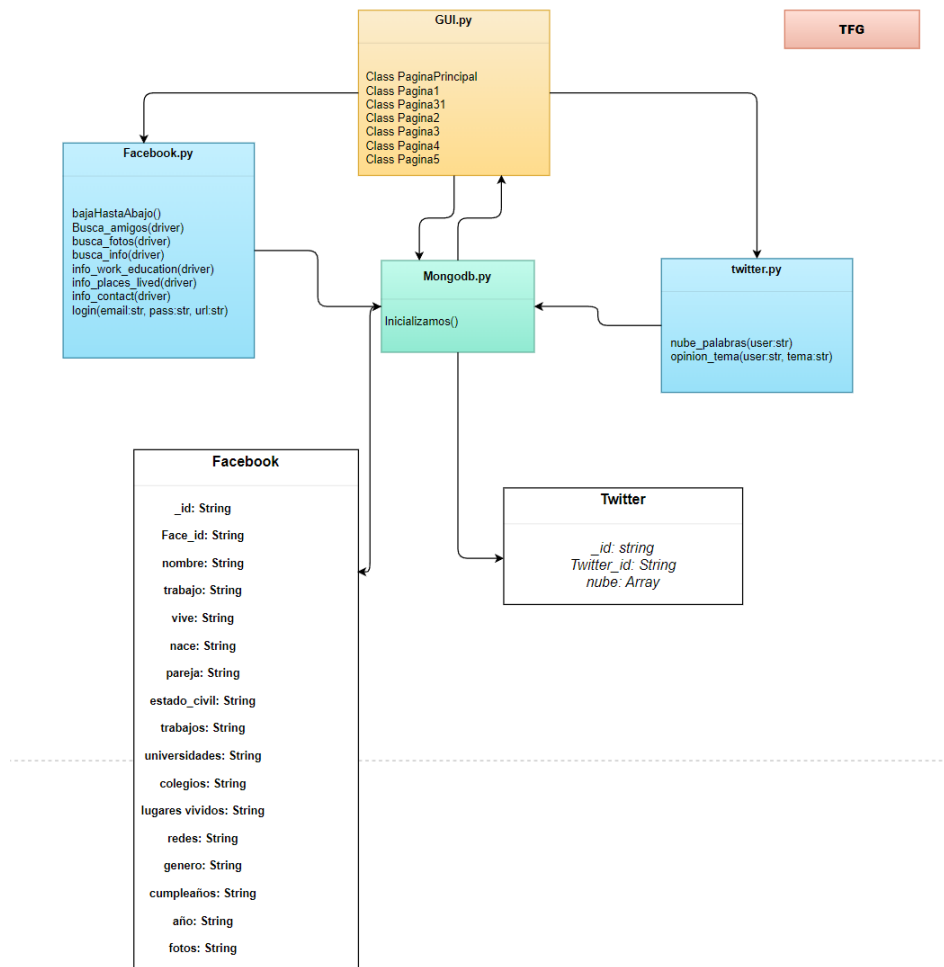 GUI.py
TFG
Class PaginaPrincipal
Class Pagina1
Class Pagina31
Class Pagina2
Class Pagina3
Class Pagina4
Class Pagina5
Facebook.py
bajaHastaAbajo()
Busca_amigos(driver)
busca_fotos(driver)
busca_info(driver)
info_work_education(driver)
info_places_lived(driver)
info_contact(driver)
login(email:str, pass:str, url:str)
Mongodb.py
Inicializamos()
twitter.py
nube_palabras(user:str)
opinion_tema(user:str, tema:str)
Facebook
_id: String
Face_id: String
nombre: String
trabajo: String
vive: String
nace: String
pareja: String
estado_civil: String
trabajos: String
universidades: String
colegios: String
lugares vividos: String
redes: String
genero: String
cumpleaños: String
año: String
fotos: String
Twitter
_id: string
Twitter_id: String
nube: Array